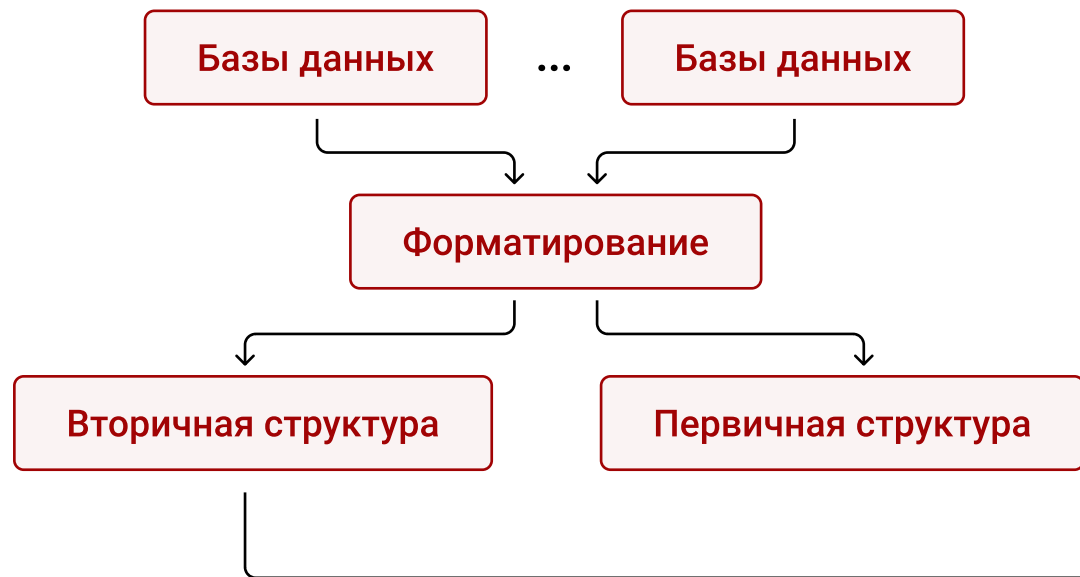 Базы данных ... Базы данных
Форматирование
Вторичная структура Первичная структура